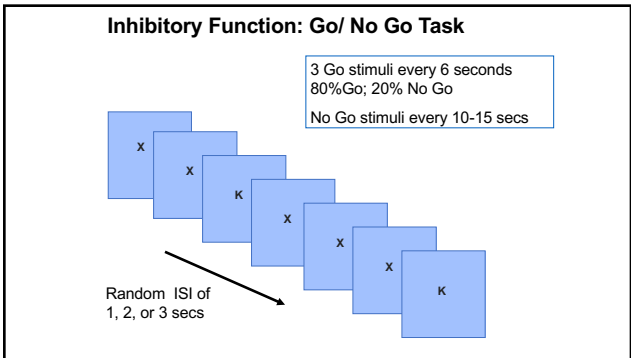 Inhibitory Function: Go/ No Go Task
3 Go stimuli every 6 seconds
80%Go; 20% No Go
No Go stimuli every 10-15 secs
X
X
K
X
X
X
K
Random ISI of
1, 2, or 3 secs